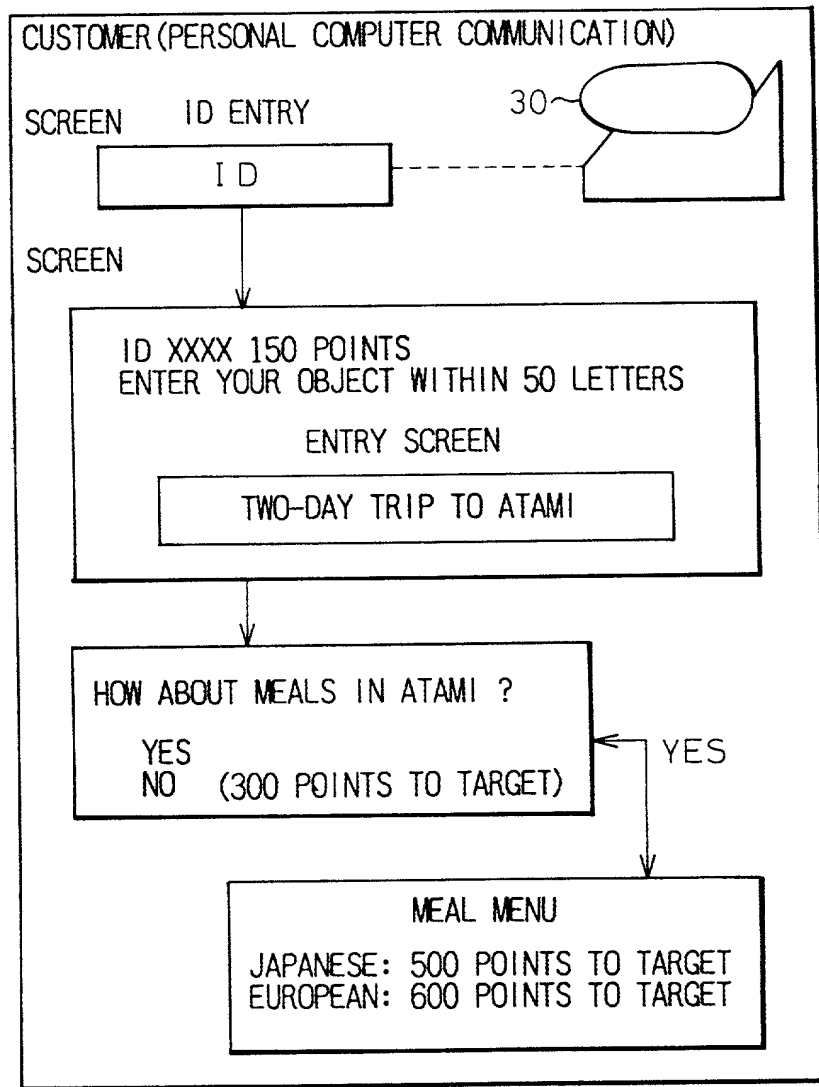 CUSTOMER(PERSONAL COMPUTER COMMUNICATION)
SCREEN ID ENTRY
30
ID
SCREEN
ID XXXX 150 POINTS
ENTER YOUR OBJECT WITHIN 50 LETTERS
ENTRY SCREEN
TWO-DAY TRIP TO ATAMI
HOW ABOUT MEALS IN ATAMI ?
YES
NO (300 POINTS TO TARGET)
YES
MEAL MENU
JAPANESE: 500 POINTS TO TARGET
EUROPEAN: 600 POINTS TO TARGET